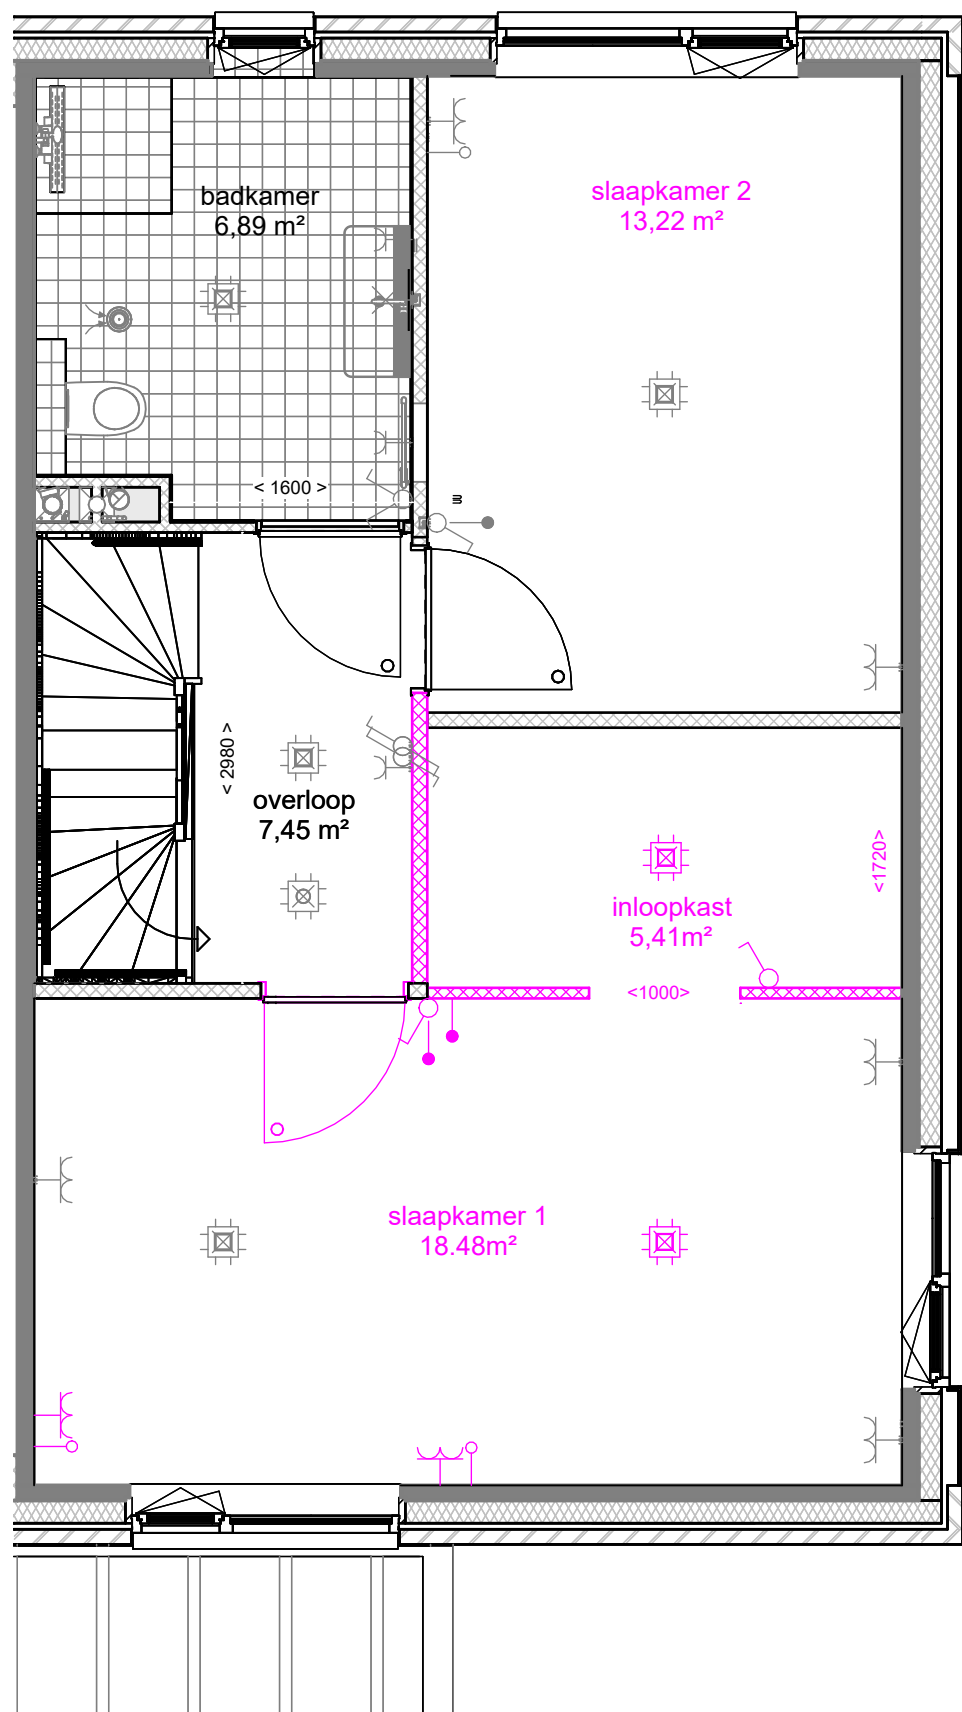 badkamer
6,89 m²
slaapkamer 2
13,22 m²
< 1600 >
< 2980 >
overloop
7,45 m²
<1720>
inloopkast
5,41m²
<1000>
slaapkamer 1
18.48m²